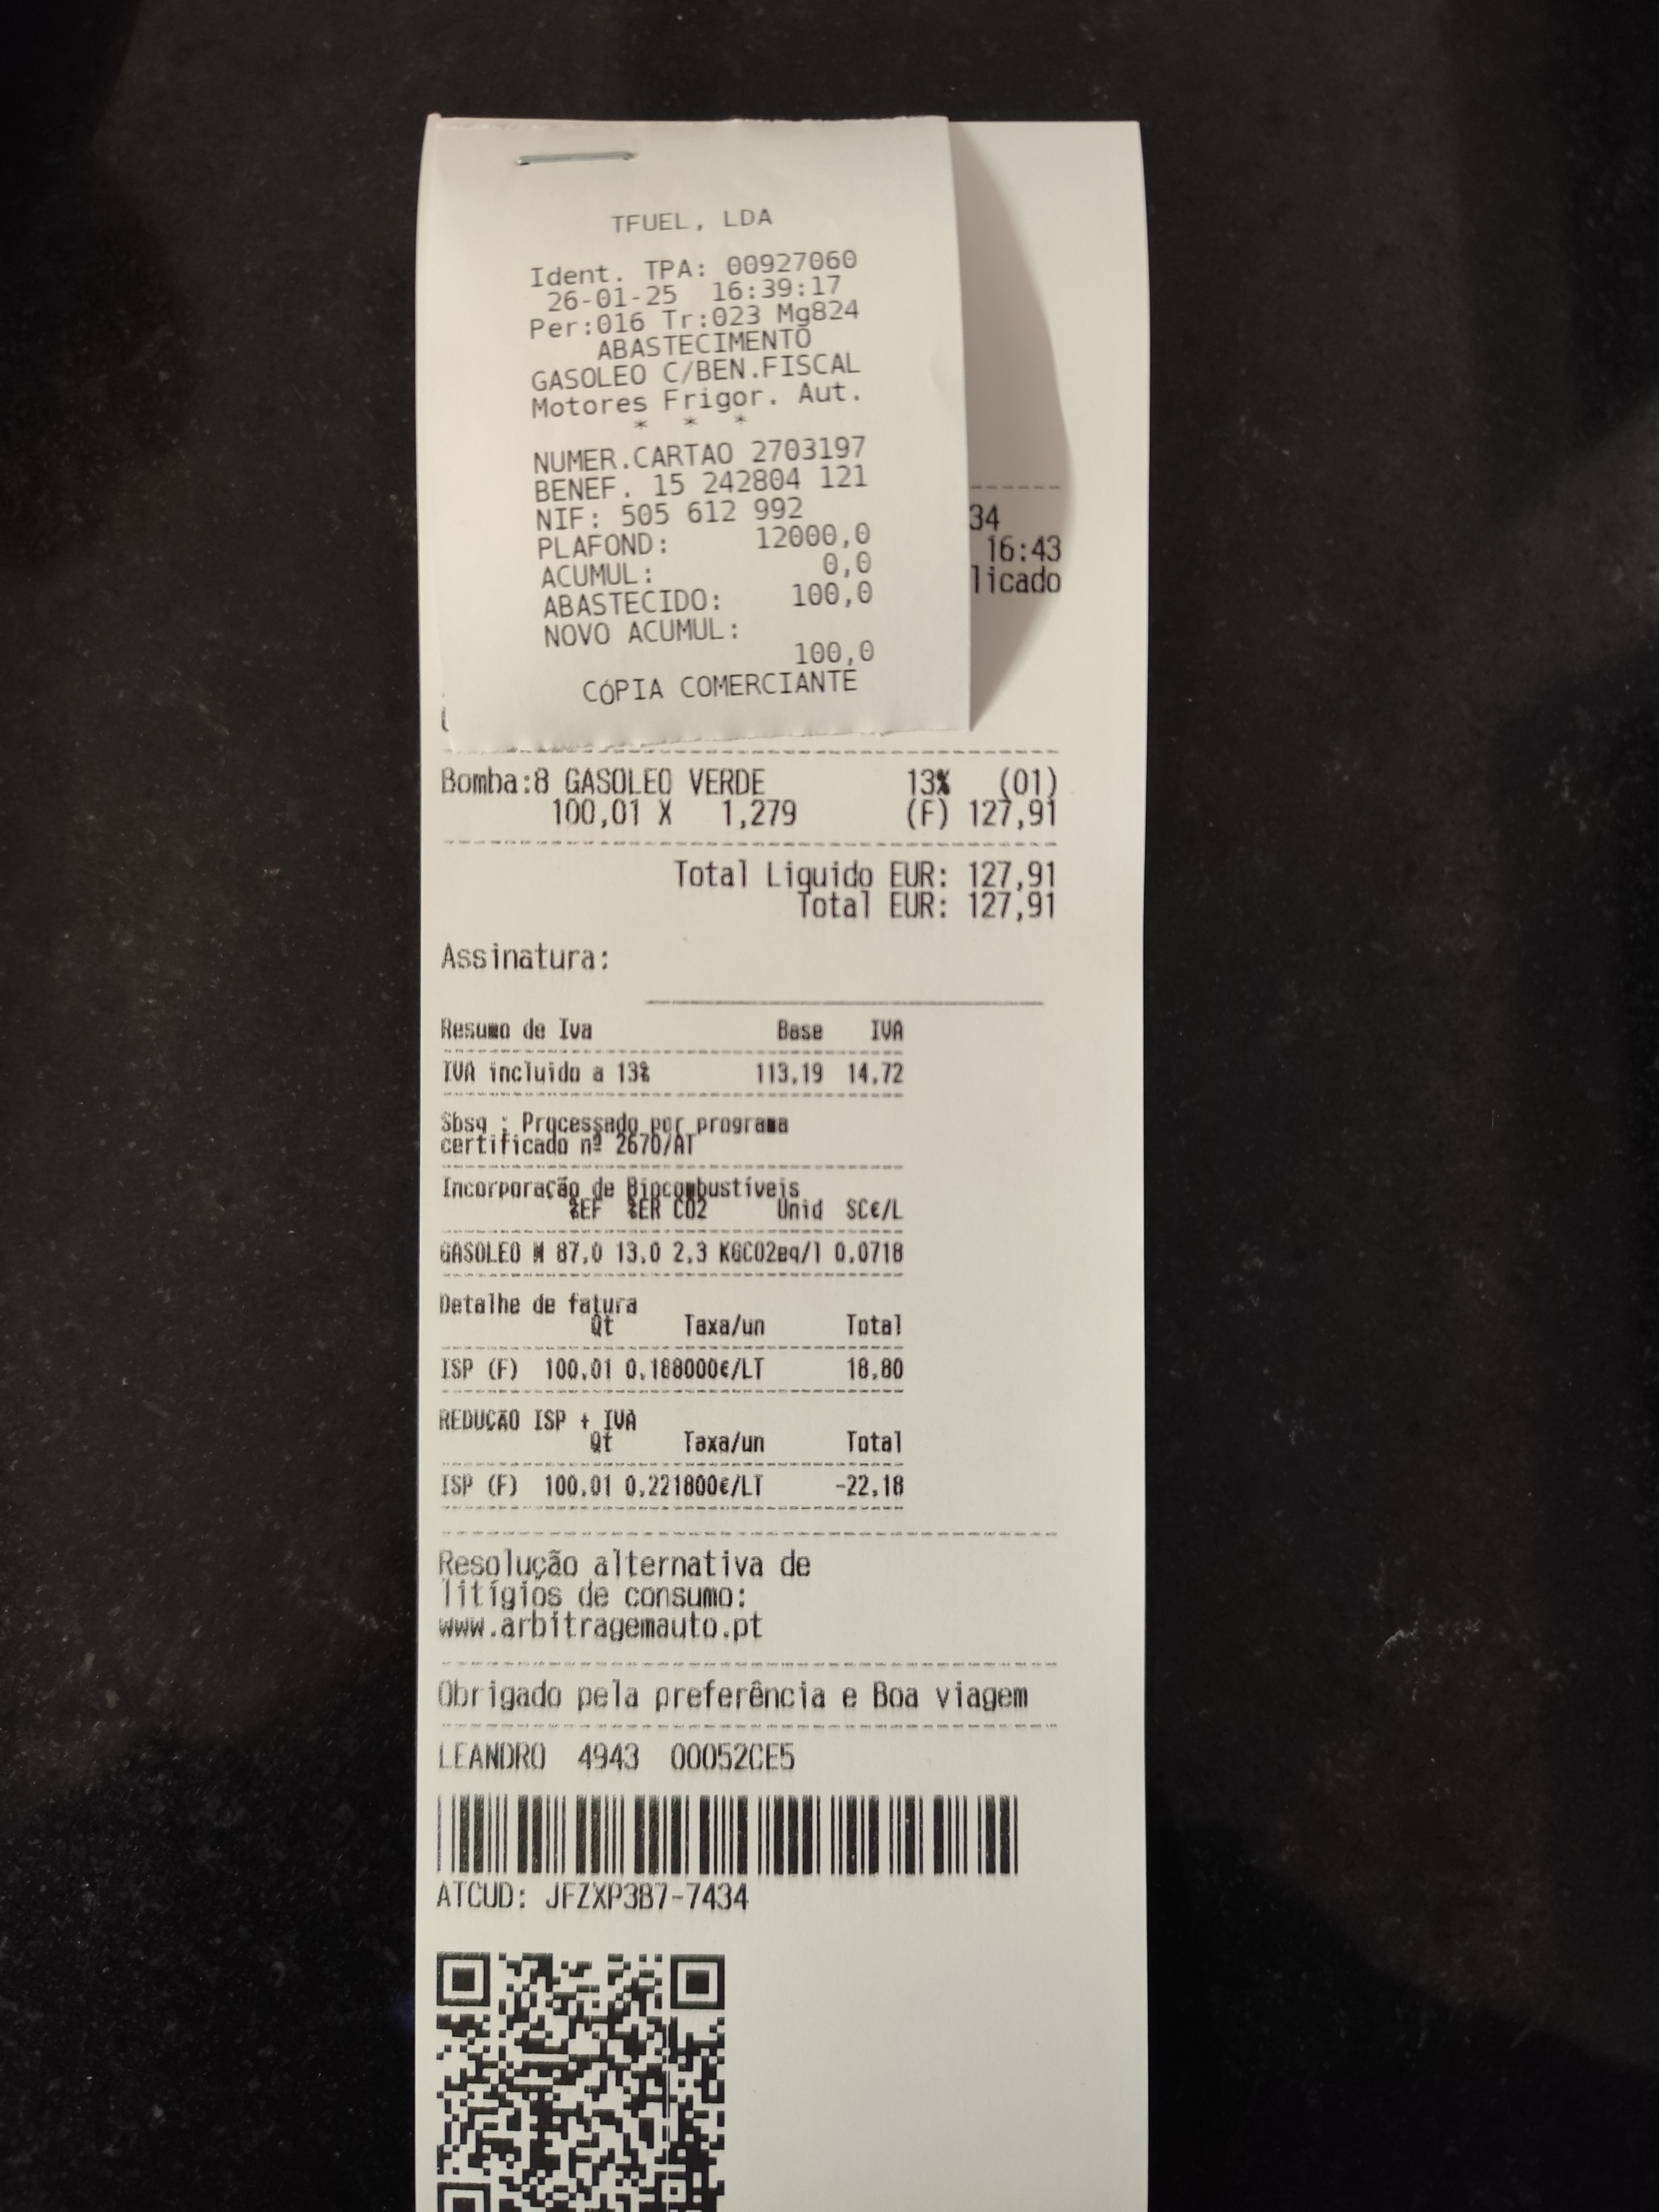 TFUEL, LDA
Ident. TPA: 00927060
26-01-25 16:39:17
Per:016 Tr:023 Mg824
ABASTECIMENTO
GASOLEO C/BEN.FISCAL
Motores Frigor. Aut.
* * *
NUMER.CARTAO 2703197
BENEF. 15 242804 121
NIF: 505 612 992
PLAFOND: 12000,0
ACUMUL: 0,0
ABASTECIDO: 100,0
NOVO ACUMUL:
100,0
CÓPIA COMERCIANTE
34
16:43
licado
Bomba:8 GASOLEO VERDE 13% (01)
100,01 X 1,279 (F) 127,91
Total Liquido EUR: 127,91
Total EUR: 127,91
Assinatura:
Resumo de Iva Base IVA
IVA incluido a 13% 113,19 14,72
Sbsq : Processado por programa
certificado nº 2670/AT
Incorporação de Biocombustíveis
%EF %ER CO2 Unid SC€/L
GASOLEO M 87,0 13,0 2,3 KGCO2eq/l 0,0718
Detalhe de fatura
Qt Taxa/un Total
ISP (F) 100,01 0,188000€/LT 18,80
REDUÇÃO ISP + IVA
Qt Taxa/un Total
ISP (F) 100,01 0,221800€/LT -22,18
Resolução alternativa de
litígios de consumo:
www.arbitragemauto.pt
Obrigado pela preferência e Boa viagem
LEANDRO 4943 00052CE5
ATCUD: JFZXP3B7-7434